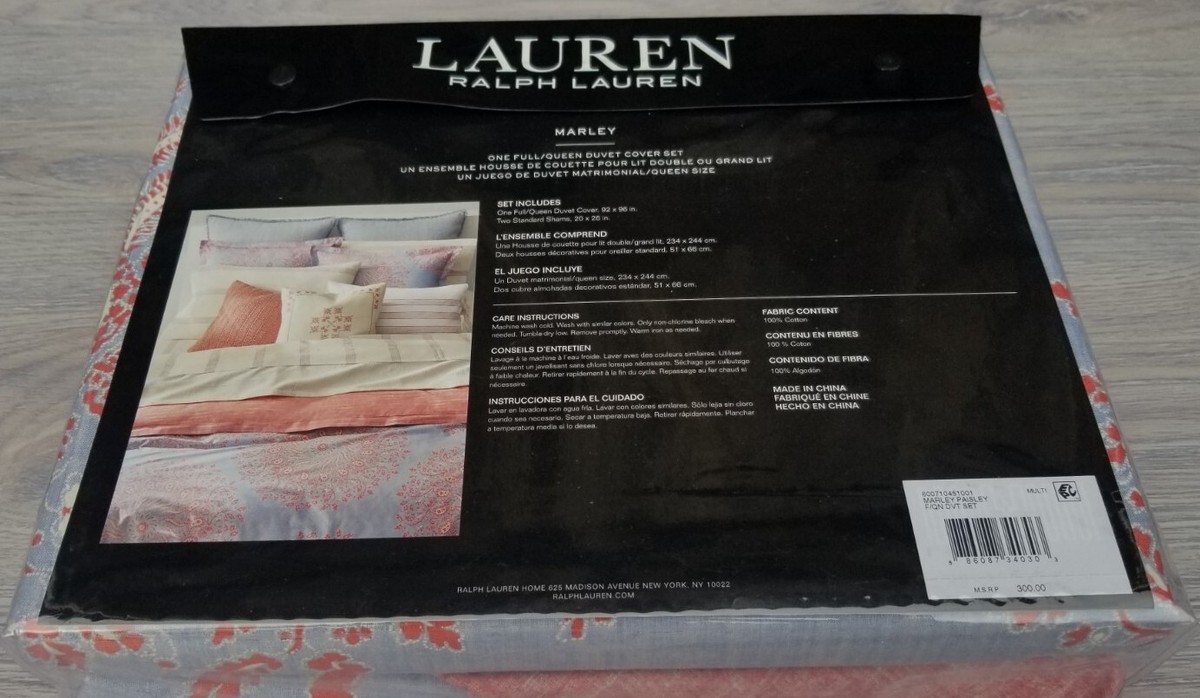 LAUREN
RALPH LAUREN
MARLEY
ONE FULL/QUEEN DUVET COVER SET
UN ENSEMBLE HOUSSE DE COUETTE POUR LIT DOUBLE OU GRAND LIT
UN JUEGO DE DUVET MATRIMONIAL/QUEEN SIZE
SET INCLUDES
One Full/Queen Duvet Cover, 92 x 96 in.
Two Standard Shams, 20 x 26 in.
L'ENSEMBLE COMPREND
Une Housse de couette pour lit double/grand lit, 234 x 244 cm.
Deux housses décoratives pour oreiller standard, 51 x 66 cm.
EL JUEGO INCLUYE
Un Duvet matrimonial/queen size, 234 x 244 cm.
Dos cubre almohadas decorativos estándar, 51 x 66 cm.
CARE INSTRUCTIONS
Machine wash cold. Wash with similar colors. Only non-chlorine bleach when
needed. Tumble dry low. Remove promptly. Warm iron as needed.
CONSEILS D'ENTRETIEN
Lavage à la machine à l'eau froide. Laver avec des couleurs similaires. Utiliser
seulement un javellisant sans chlore lorsque nécessaire. Séchage par culbutage
à faible chaleur. Retirer rapidement à la fin du cycle. Repassage au fer chaud si
nécessaire.
INSTRUCCIONES PARA EL CUIDADO
Lavar en lavadora con agua fría. Lavar con colores similares. Sólo lejía sin cloro
cuando sea necesario. Secar a temperatura baja. Retirar rápidamente. Planchar
a temperatura media si lo desea.
FABRIC CONTENT
100% Cotton
CONTENU EN FIBRES
100 % Coton
CONTENIDO DE FIBRA
100% Algodón
MADE IN CHINA
FABRIQUÉ EN CHINE
HECHO EN CHINA
600710451001 MULTI
MARLEY PAISLEY
F/QN DVT SET
86087 34030 3
M.S.R.P. 300.00
RALPH LAUREN HOME 625 MADISON AVENUE NEW YORK, NY 10022
RALPHLAUREN.COM